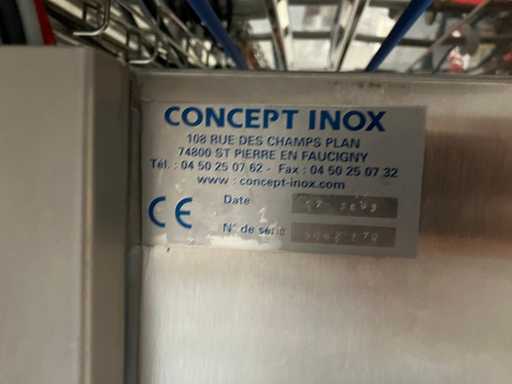 CONCEPT INOX
108 RUE DES CHAMPS PLAN
74800 ST PIERRE EN FAUCIGNY
Tél. : 04 50 25 07 62 - Fax : 04 50 25 07 32
www : concept-inox.com
Date
CE
N° de série